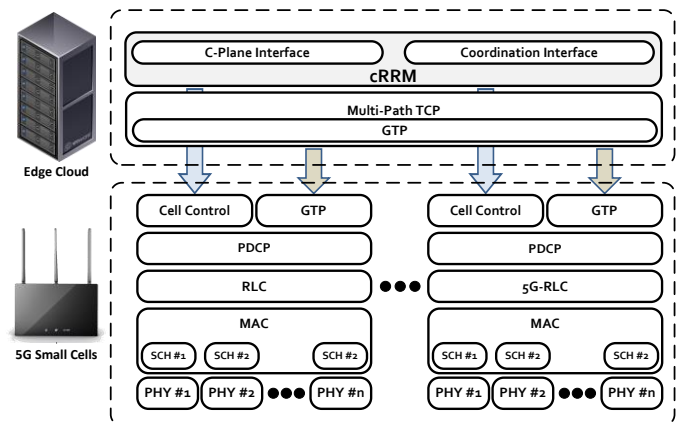 C-Plane Interface
Coordination Interface
cRRM
Multi-Path TCP
GTP
Edge Cloud
Cell Control
GTP
Cell Control
GTP
PDCP
PDCP
RLC
5G-RLC
MAC
MAC
SCH #1
SCH #2
SCH #2
SCH #1
SCH #2
SCH #2
5G Small Cells
PHY #1
PHY #2
PHY #n
PHY #1
PHY #2
PHY #n